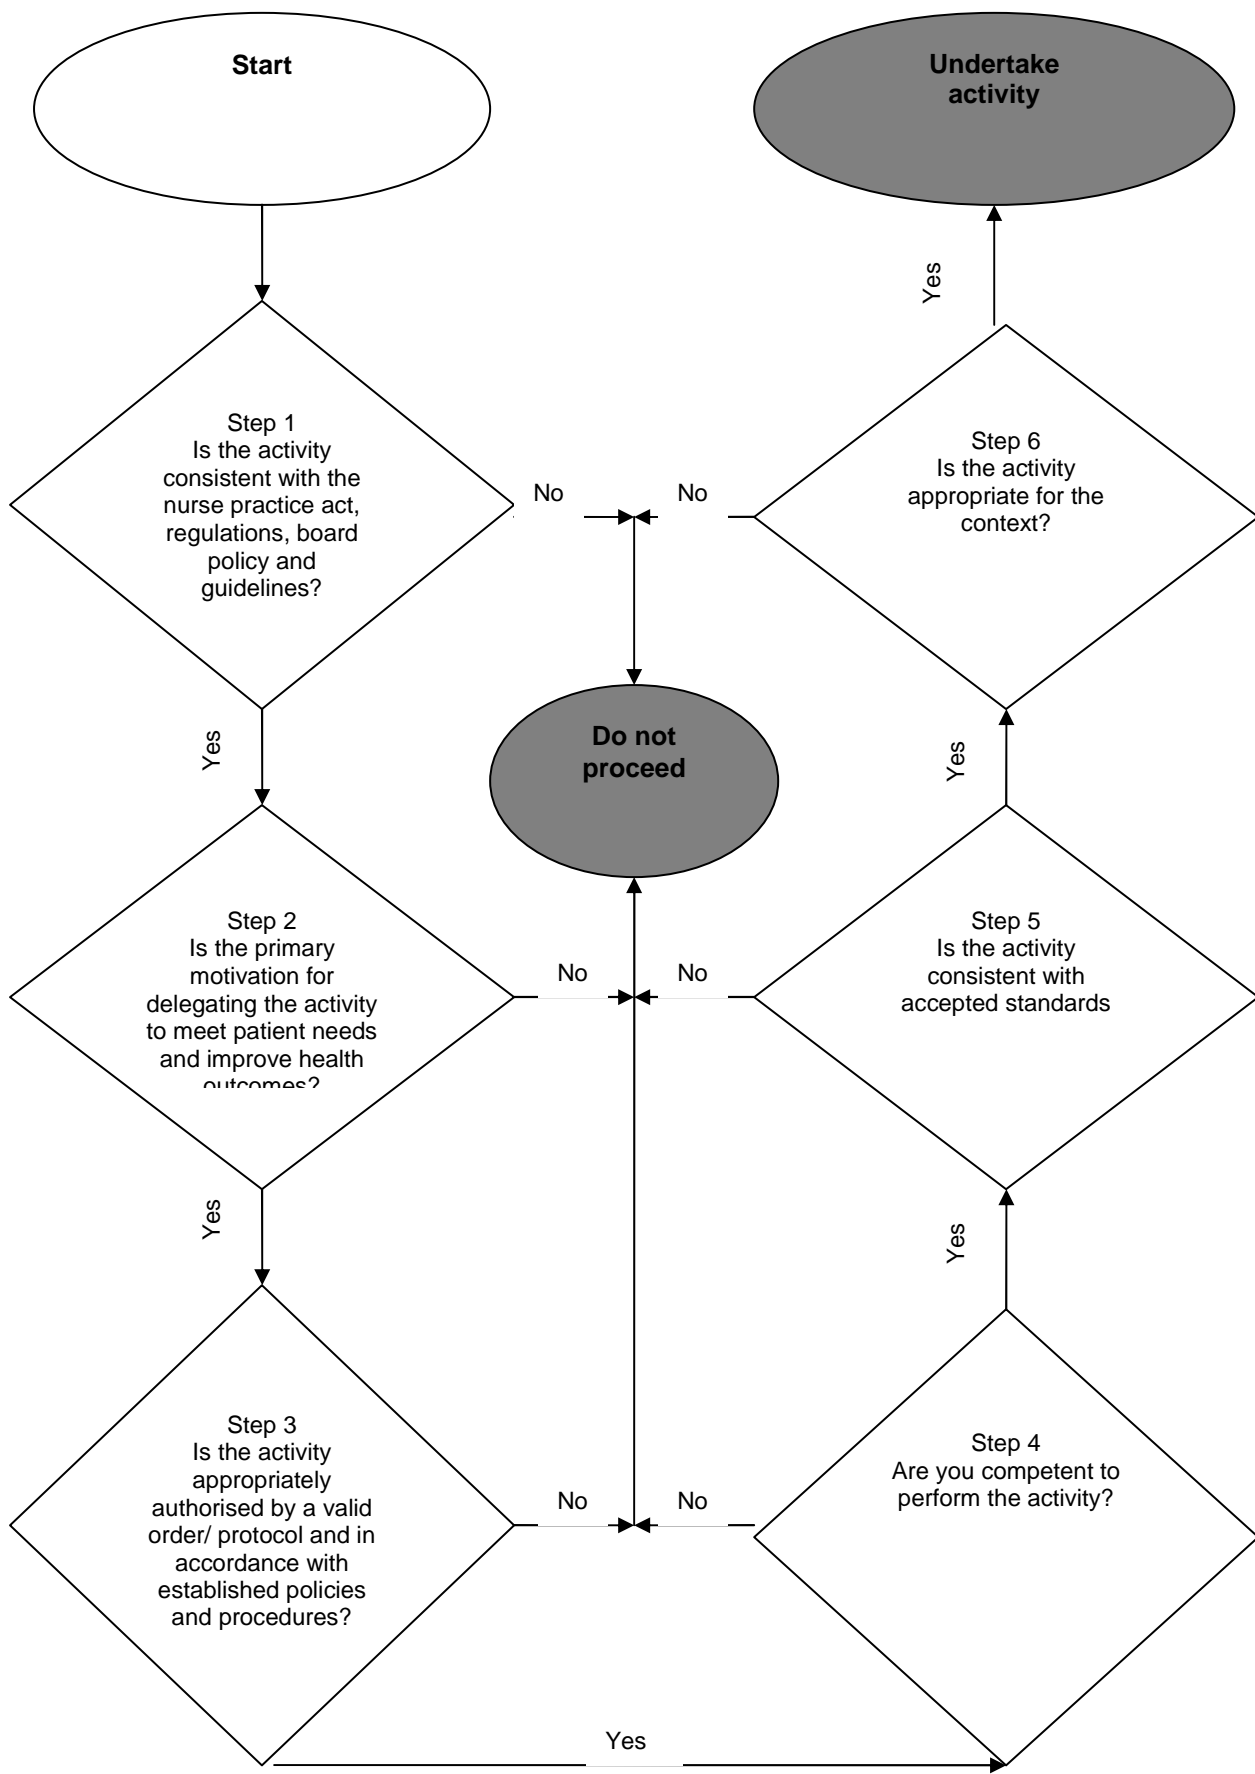 Start
Step 1
Is the activity
consistent with the
nurse practice act,
regulations, board
policy and
guidelines?
No
Yes
Step 2
Is the primary
motivation for
delegating the activity
to meet patient needs
and improve health
outcomes?
No
Yes
Step 3
Is the activity
appropriately
authorised by a valid
order/ protocol and in
accordance with
established policies
and procedures?
No
Yes
Do not
proceed
Step 4
Are you competent to
perform the activity?
No
Yes
Step 5
Is the activity
consistent with
accepted standards
No
Yes
Step 6
Is the activity
appropriate for the
context?
No
Yes
Undertake
activity